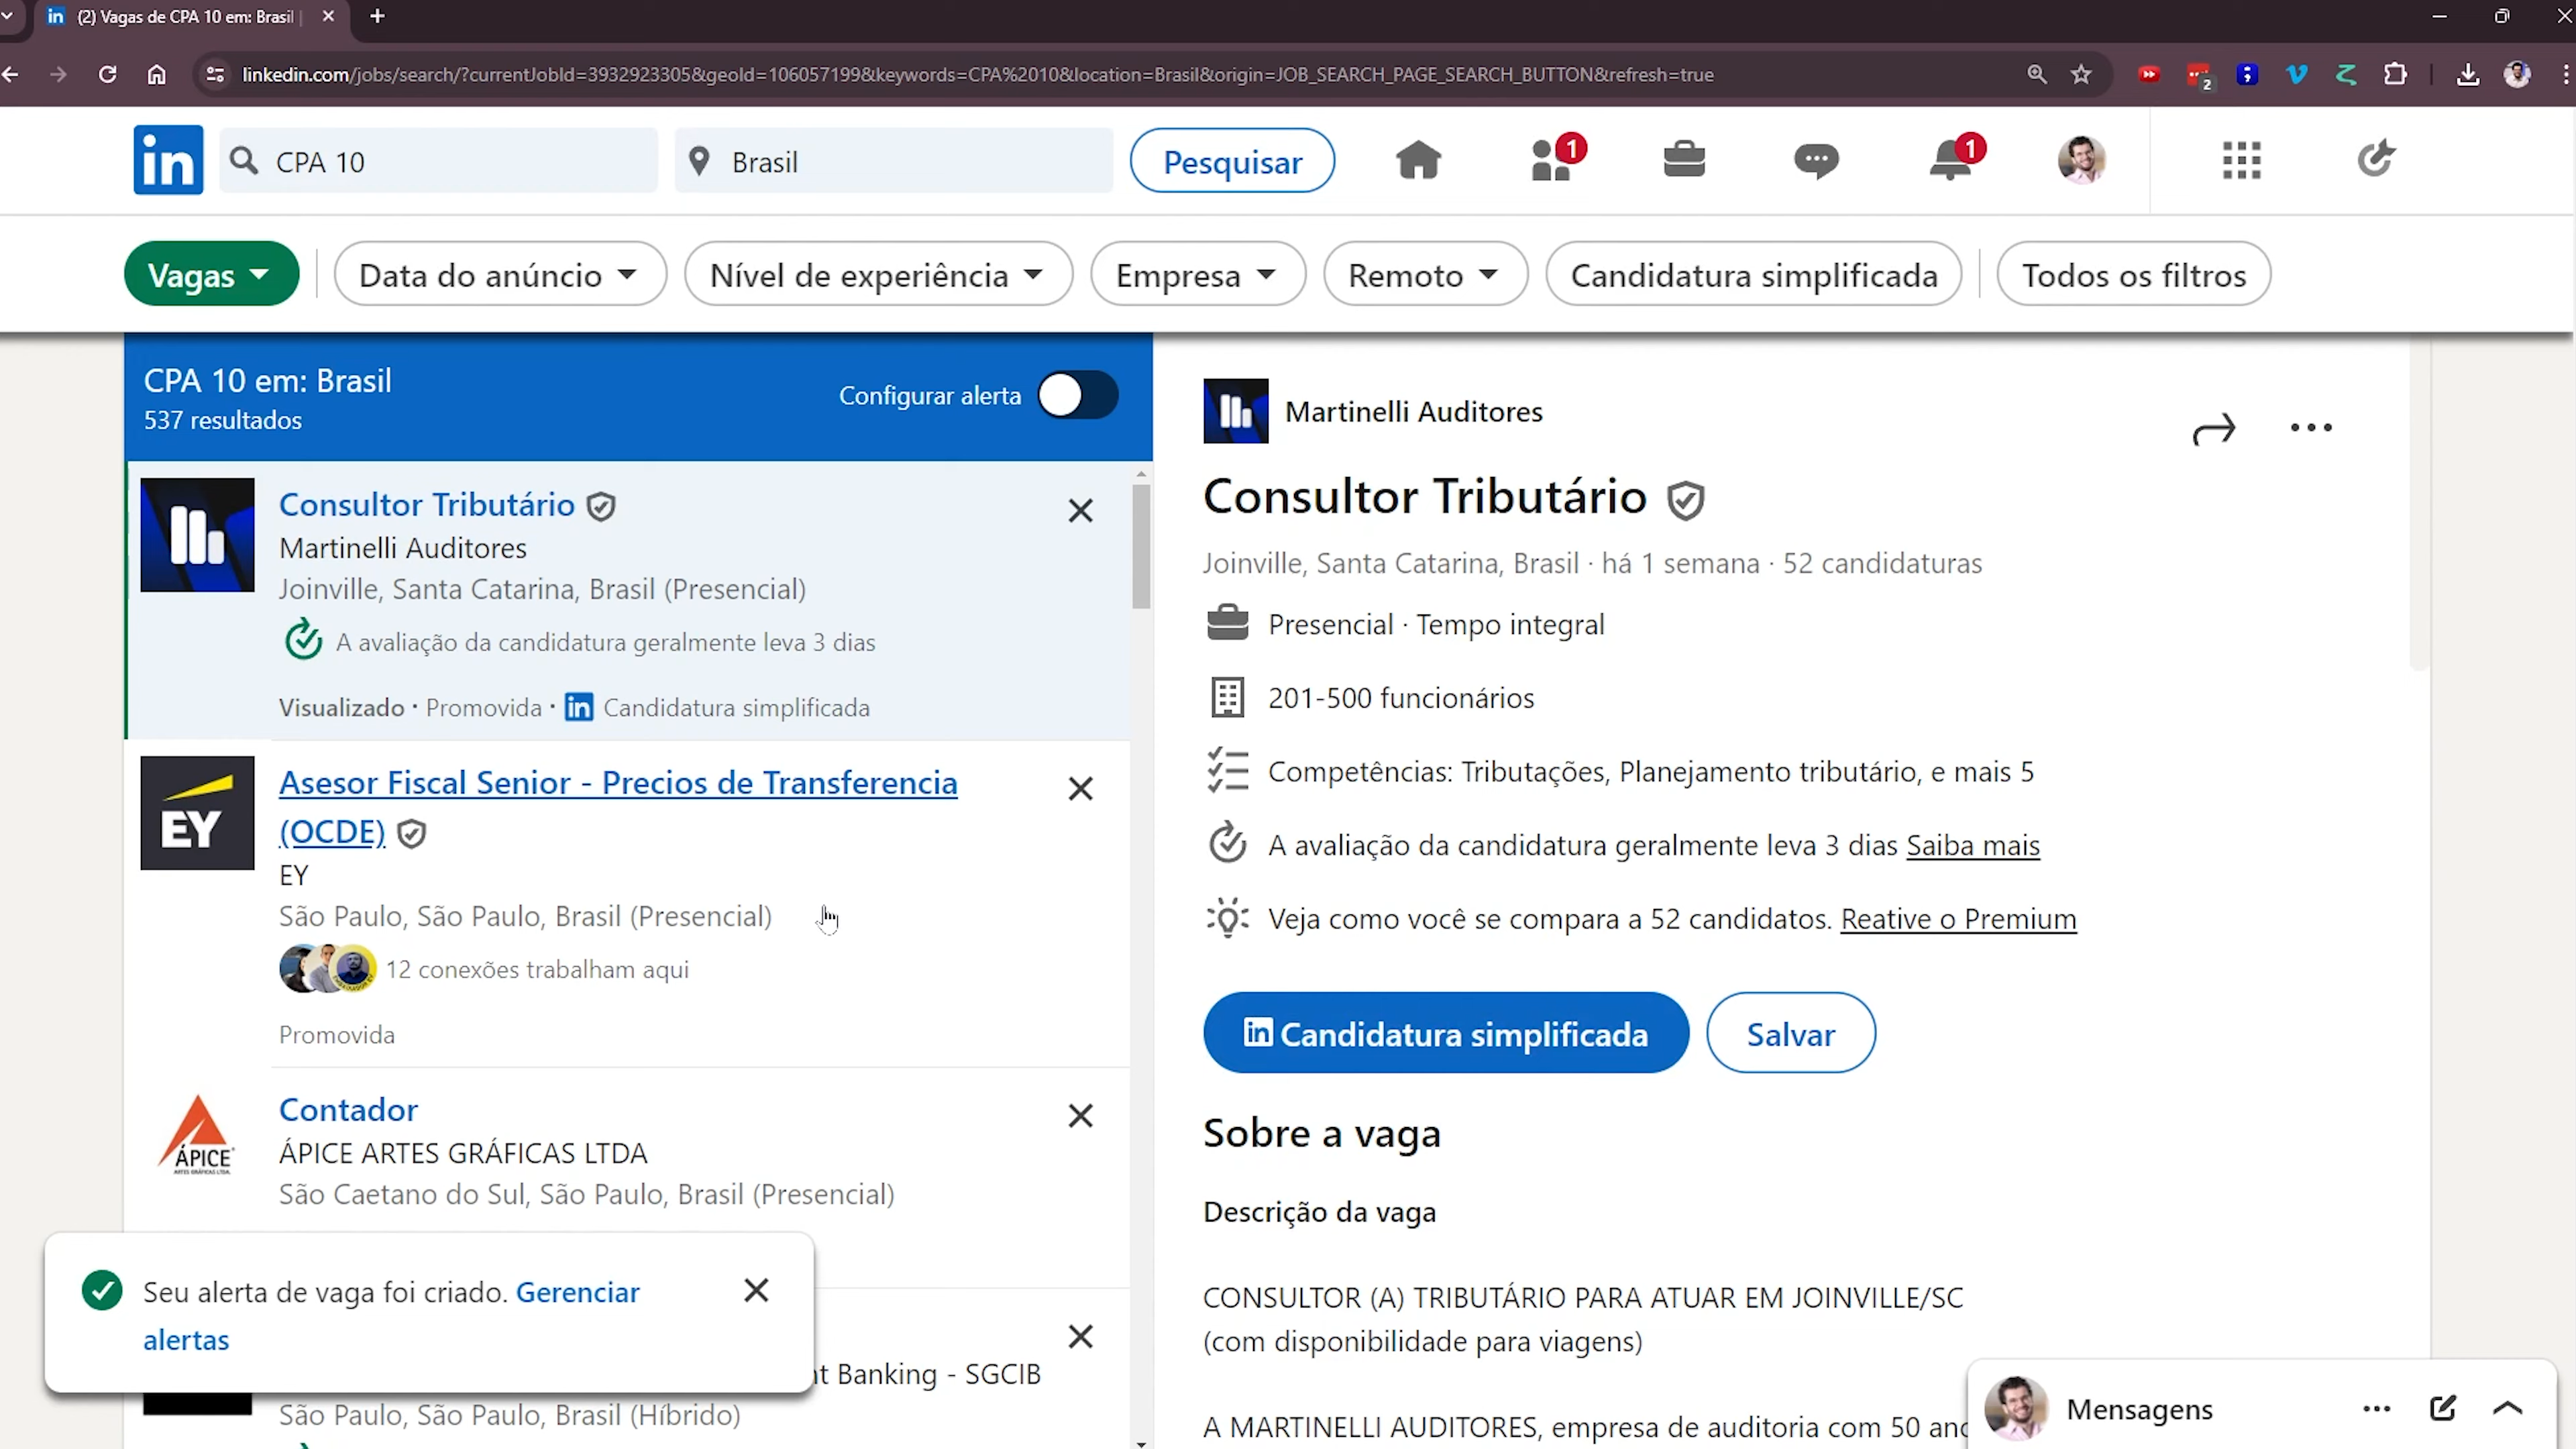 (2) Vagas de CPA 10 em: Brasil
linkedin.com/jobs/search/?currentJobId=3932923305&geoId=106057199&keywords=CPA%2010&location=Brasil&origin=JOB_SEARCH_PAGE_SEARCH_BUTTON&refresh=true
2
in
CPA 10
Brasil
Pesquisar
1
1
Vagas
Data do anúncio
Nível de experiência
Empresa
Remoto
Candidatura simplificada
Todos os filtros
CPA 10 em: Brasil
537 resultados
Configurar alerta
Consultor Tributário
Martinelli Auditores
Joinville, Santa Catarina, Brasil (Presencial)
A avaliação da candidatura geralmente leva 3 dias
Visualizado · Promovida · in Candidatura simplificada
EY
Asesor Fiscal Senior - Precios de Transferencia
(OCDE)
EY
São Paulo, São Paulo, Brasil (Presencial)
12 conexões trabalham aqui
Promovida
ÁPICE
ARTES GRÁFICAS LTDA.
Contador
ÁPICE ARTES GRÁFICAS LTDA
São Caetano do Sul, São Paulo, Brasil (Presencial)
Seu alerta de vaga foi criado. Gerenciar
alertas
nt Banking - SGCIB
São Paulo, São Paulo, Brasil (Híbrido)
Martinelli Auditores
Consultor Tributário
Joinville, Santa Catarina, Brasil · há 1 semana · 52 candidaturas
Presencial · Tempo integral
201-500 funcionários
Competências: Tributações, Planejamento tributário, e mais 5
A avaliação da candidatura geralmente leva 3 dias Saiba mais
Veja como você se compara a 52 candidatos. Reative o Premium
in Candidatura simplificada
Salvar
Sobre a vaga
Descrição da vaga
CONSULTOR (A) TRIBUTÁRIO PARA ATUAR EM JOINVILLE/SC
(com disponibilidade para viagens)
A MARTINELLI AUDITORES, empresa de auditoria com 50 ano
Mensagens